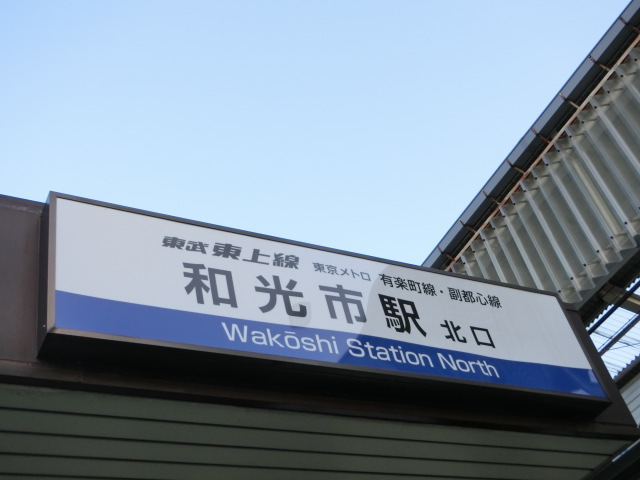 東武東上線 東京メトロ 有楽町線・副都心線
和光市駅 北口
Wakōshi Station North